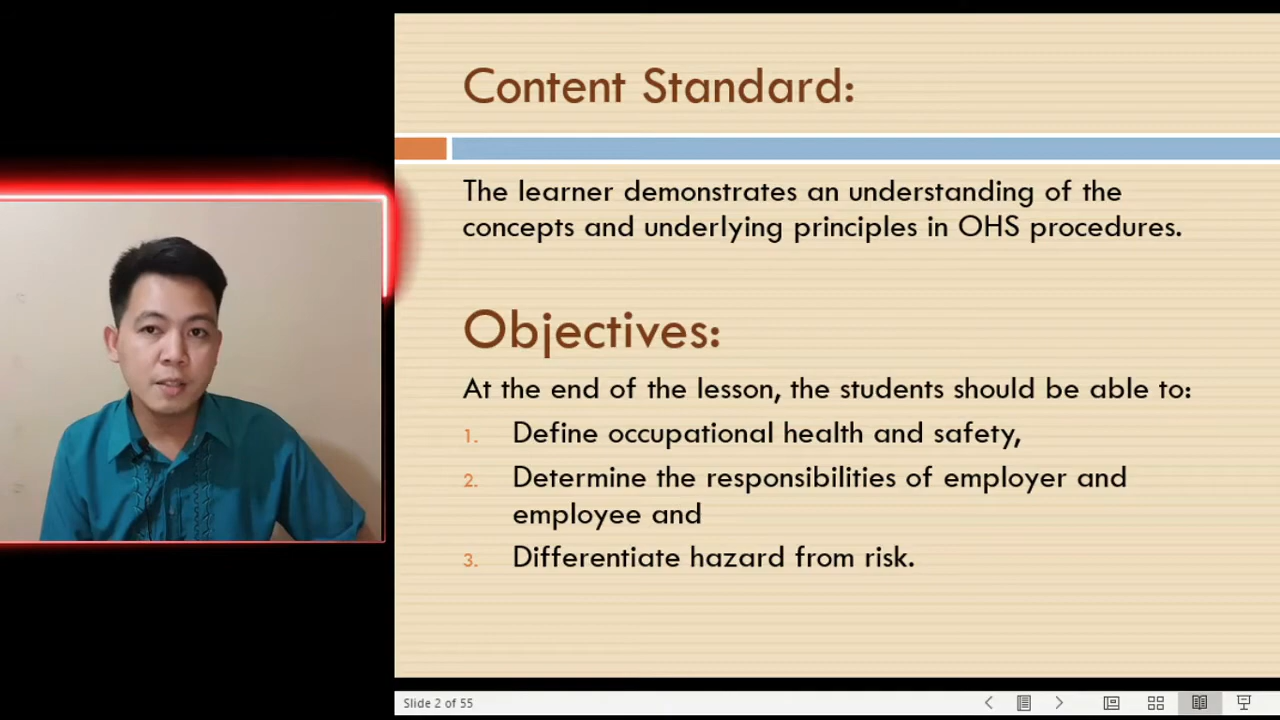 Content Standard:
The learner demonstrates an understanding of the
concepts and underlying principles in OHS procedures.
Objectives:
At the end of the lesson, the students should be able to:
1. Define occupational health and safety,
2. Determine the responsibilities of employer and
employee and
3. Differentiate hazard from risk.
Slide 2 of 55